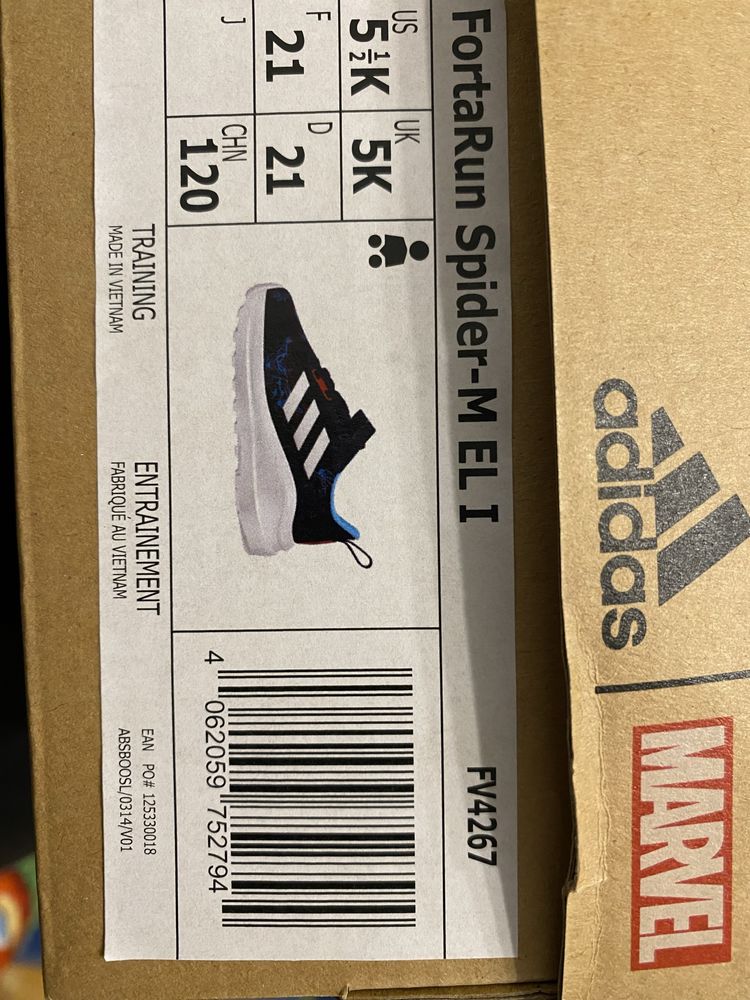 adidas
MARVEL
FortaRun Spider-M EL I
FV4267
US
5½K
UK
5K
F
21
D
21
J
CHN
120
4 062059 752794
TRAINING
MADE IN VIETNAM
ENTRAINEMENT
FABRIQUÉ AU VIETNAM
EAN PO# 125330018
ABSBOOSL/0314/V01